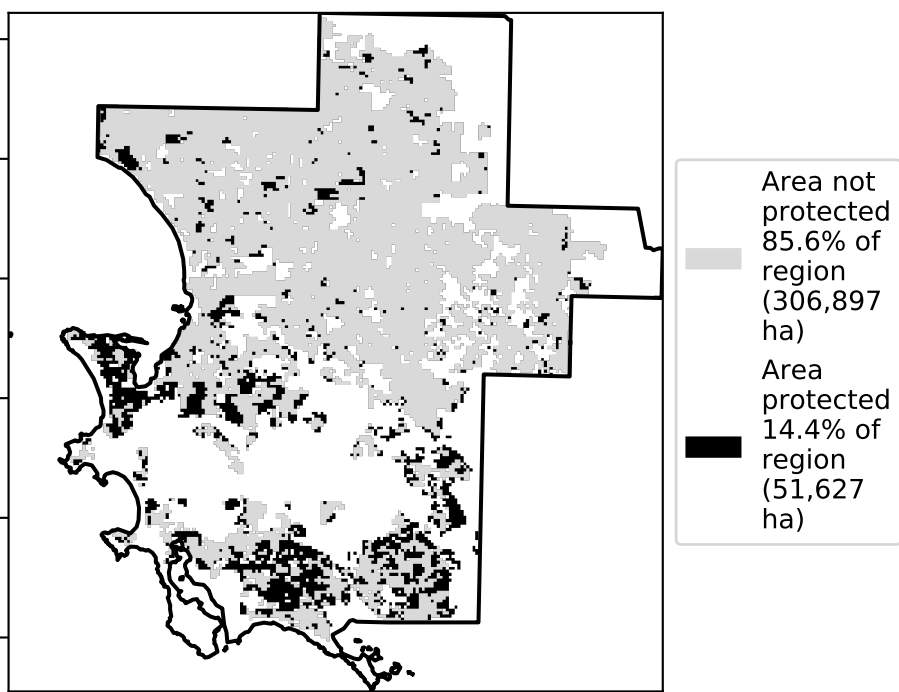 Area not
protected
85.6% of
region
(306,897
ha)
Area
protected
14.4% of
region
(51,627
ha)